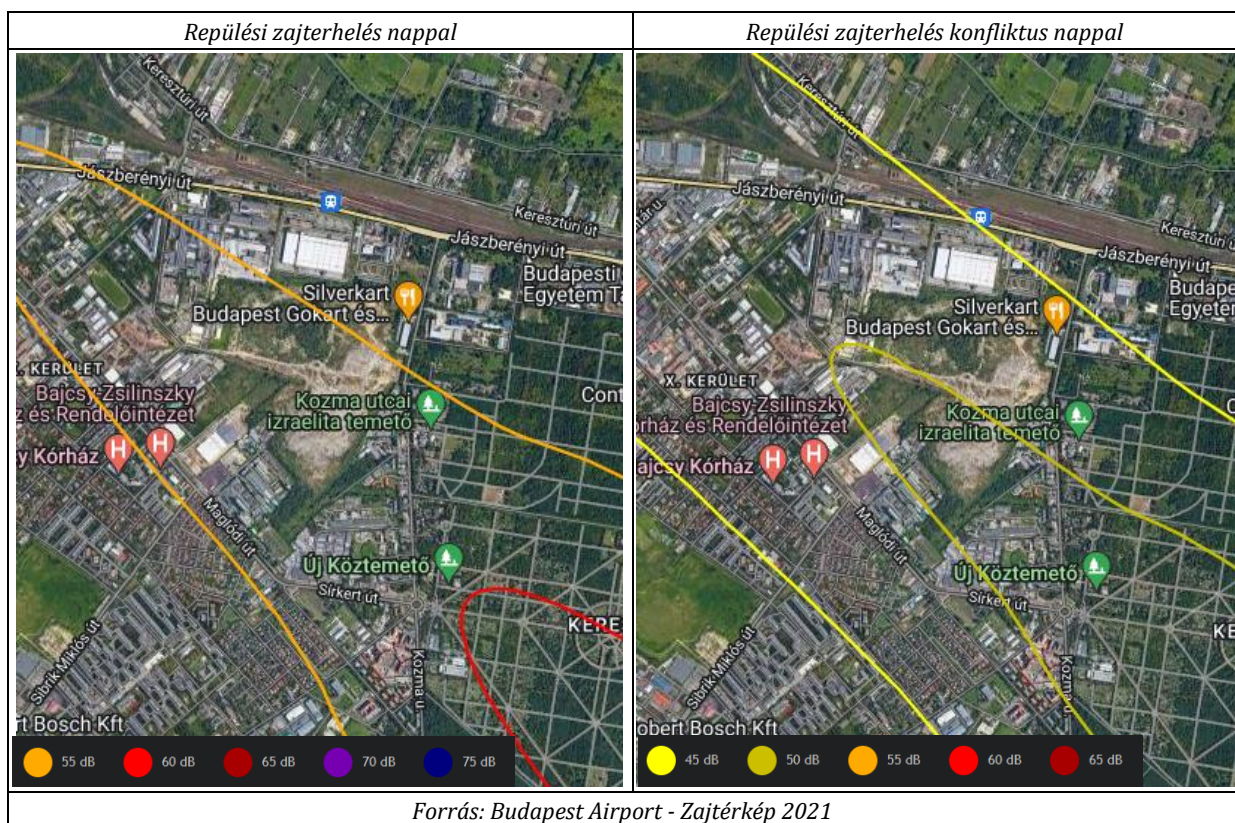 Repülési zajterhelés nappal
Repülési zajterhelés konfliktus nappal
Keresztúri út
Jászberényi út
Keresztúri út
Jászberényi út
Budapesti
Egyetem Ta
Silverkart
Budapest Gokart és...
X. KERÜLET
Bajcsy-Zsilinszky
z és Rendelőintézet
y Kórház
Kozma utcai
izraelita temető
Cont
Maglódi út
Új Köztemető
Sírkert út
KERE
Sibrik Miklós út
Kozma u.
rt Bosch Kft
55 dB
60 dB
65 dB
70 dB
75 dB
Keresztúri út
Jászberényi út
Keresztúri út
Jászberényi út
Budape
Egyetem
Silverkart
Budapest Gokart és...
X. KERÜLET
Bajcsy-Zsilinszky
órház és Rendelőintézet
ajcsy Kórház
Kozma utcai
izraelita temető
Maglódi út
Új Köztemető
Sírkert út
KE
Sibrik Miklós út
Kozma u.
obert Bosch Kft
45 dB
50 dB
55 dB
60 dB
65 dB
Forrás: Budapest Airport - Zajtérkép 2021